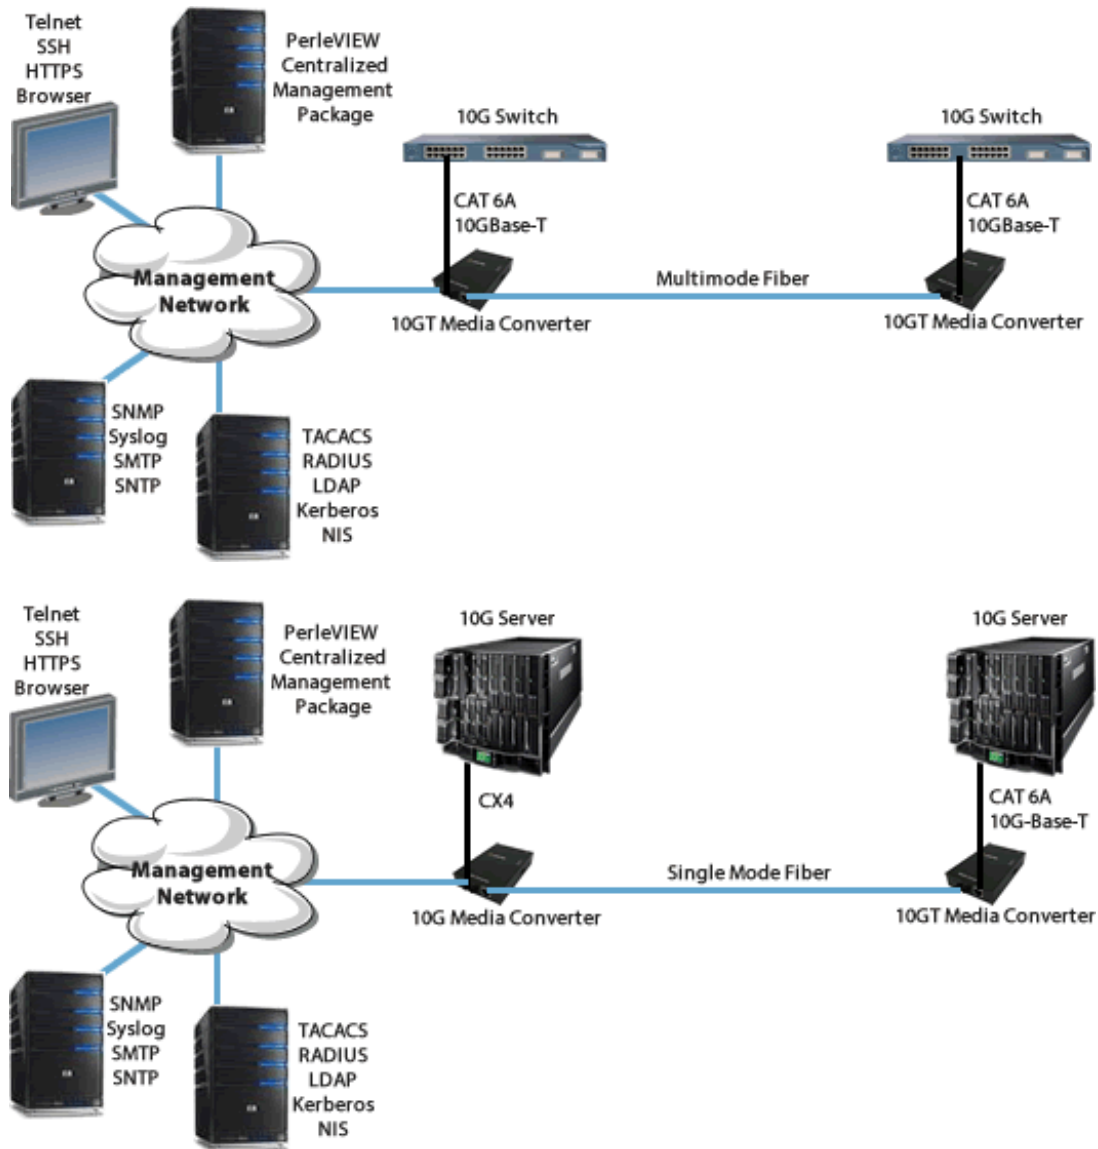 Telnet
SSH
HTTPS
Browser
PerleVIEW
Centralized
Management
Package
10G Switch
10G Switch
CAT 6A
10GBase-T
CAT 6A
10GBase-T
Management
Network
Multimode Fiber
10GT Media Converter
10GT Media Converter
SNMP
Syslog
SMTP
SNTP
TACACS
RADIUS
LDAP
Kerberos
NIS
Telnet
SSH
HTTPS
Browser
PerleVIEW
Centralized
Management
Package
10G Server
10G Server
CX4
CAT 6A
10G-Base-T
Management
Network
Single Mode Fiber
10G Media Converter
10GT Media Converter
SNMP
Syslog
SMTP
SNTP
TACACS
RADIUS
LDAP
Kerberos
NIS